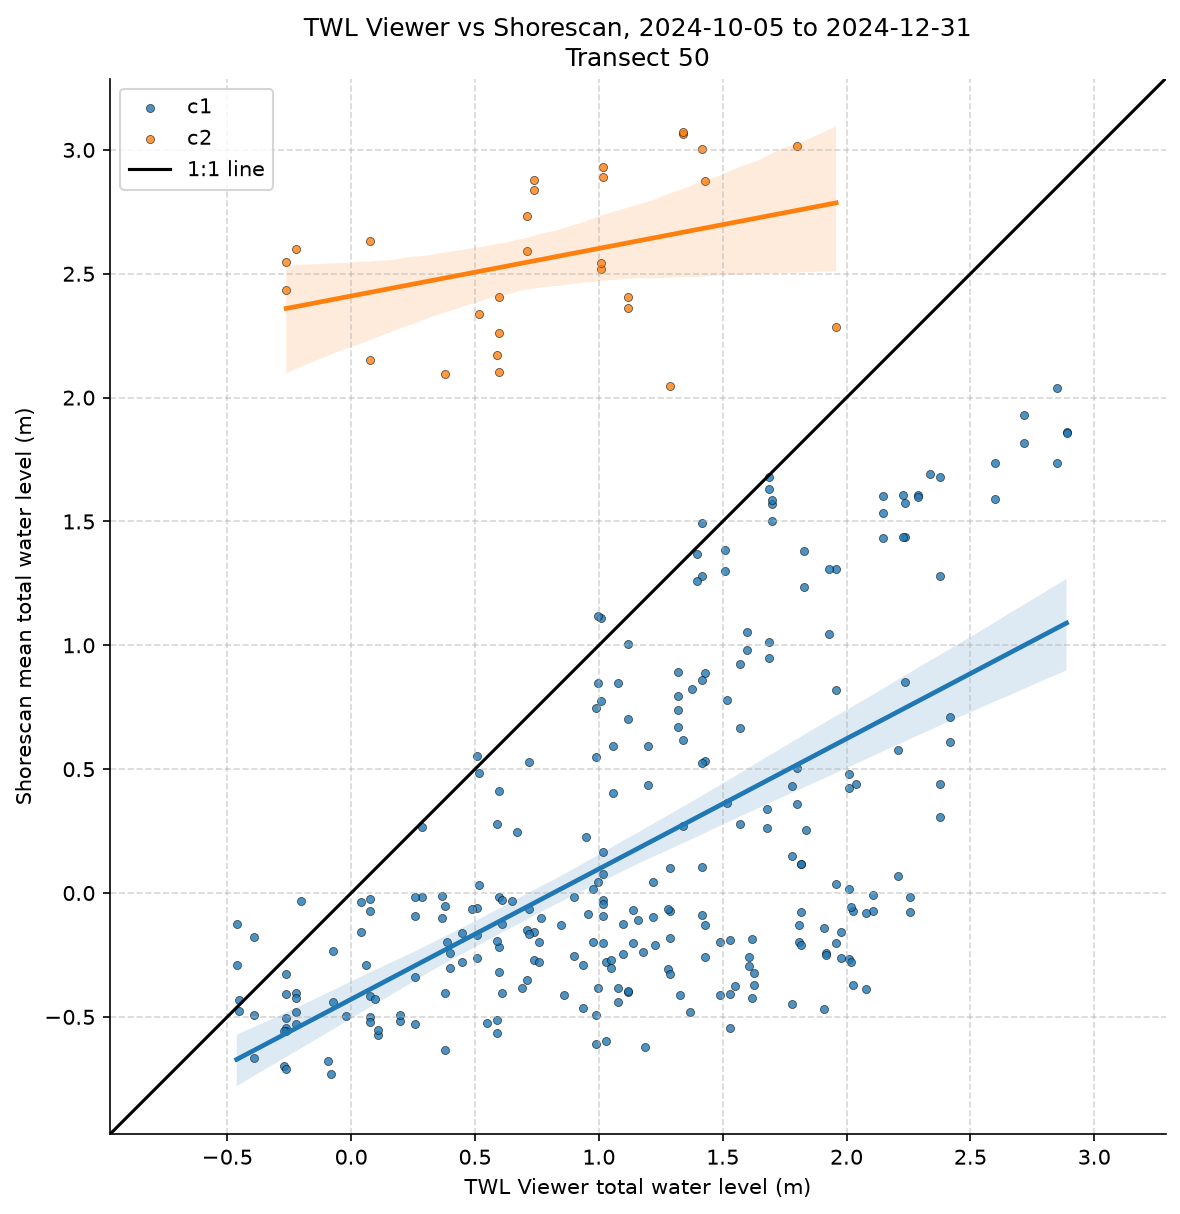 TWL Viewer vs Shorescan, 2024-10-05 to 2024-12-31
Transect 50
c1
c2
1:1 line
3.0
2.5
2.0
1.5
1.0
0.5
0.0
−0.5
Shorescan mean total water level (m)
−0.5 0.0 0.5 1.0 1.5 2.0 2.5 3.0
TWL Viewer total water level (m)